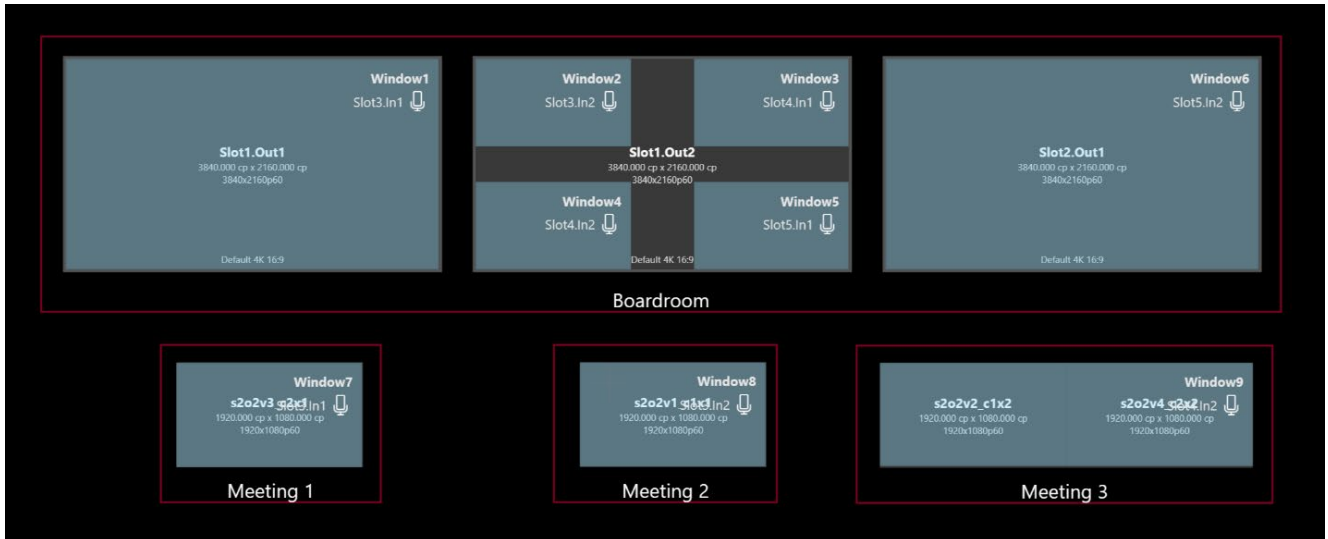 Window1
Slot3.In1
Slot1.Out1
3840.000 cp x 2160.000 cp
3840x2160p60
Default 4K 16:9
Window2
Slot3.In2
Window3
Slot4.In1
Slot1.Out2
3840.000 cp x 2160.000 cp
3840x2160p60
Window4
Slot4.In2
Window5
Slot5.In1
Default 4K 16:9
Window6
Slot5.In2
Slot2.Out1
3840.000 cp x 2160.000 cp
3840x2160p60
Default 4K 16:9
Boardroom
Window7
s2o2v3_c2x1
1920.000 cp x 1080.000 cp
1920x1080p60
Meeting 1
Window8
s2o2v1_c1x1
1920.000 cp x 1080.000 cp
1920x1080p60
Meeting 2
s2o2v2_c1x2
1920.000 cp x 1080.000 cp
1920x1080p60
Window9
s2o2v4_c2x2
1920.000 cp x 1080.000 cp
1920x1080p60
Meeting 3